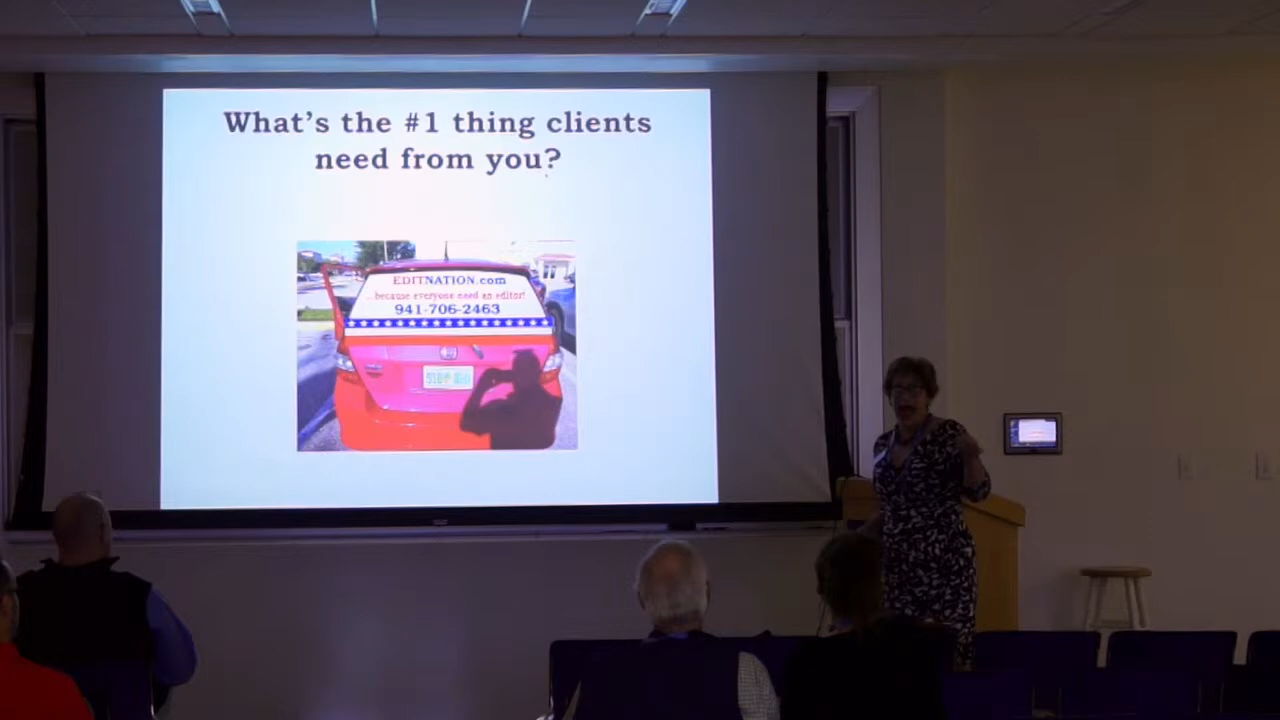 What's the #1 thing clients
need from you?
EDITNATION.com
...because everyone need an editor!
941-706-2463